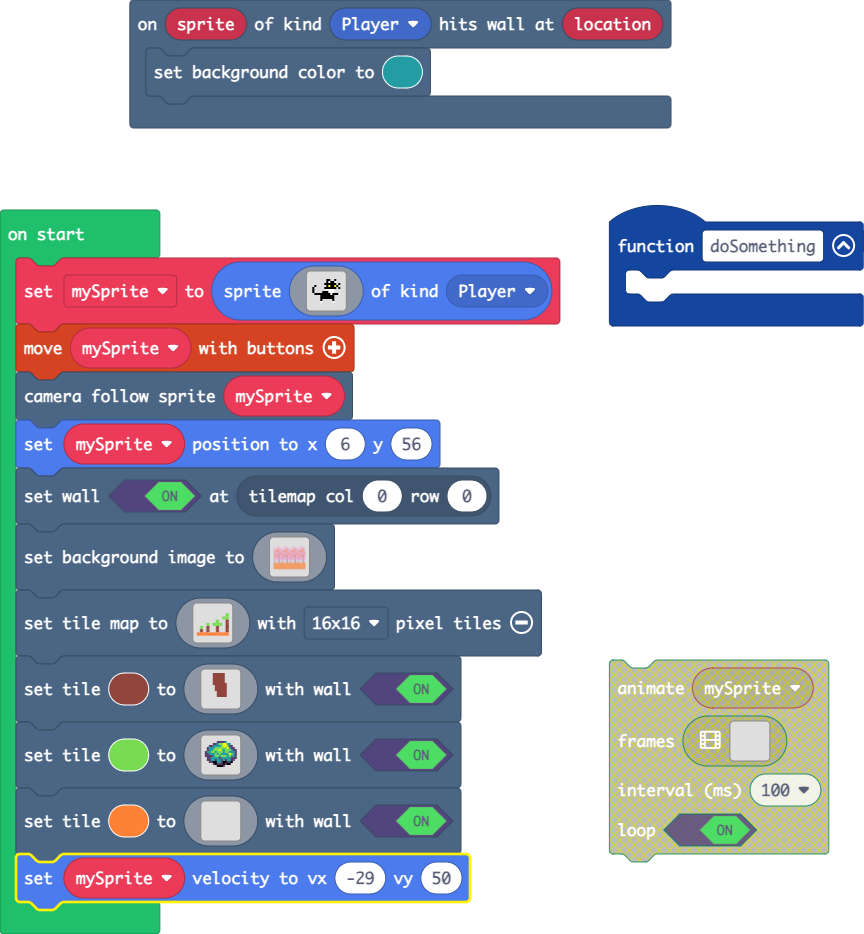 on sprite of kind Player hits wall at location
set background color to
on start
set mySprite to sprite of kind Player
move mySprite with buttons
camera follow sprite mySprite
set mySprite position to x 6 y 56
set wall ON at tilemap col 0 row 0
set background image to
set tile map to with 16x16 pixel tiles
set tile to with wall ON
set tile to with wall ON
set tile to with wall ON
set mySprite velocity to vx -29 vy 50
function doSomething
animate mySprite
frames
interval (ms) 100
loop ON